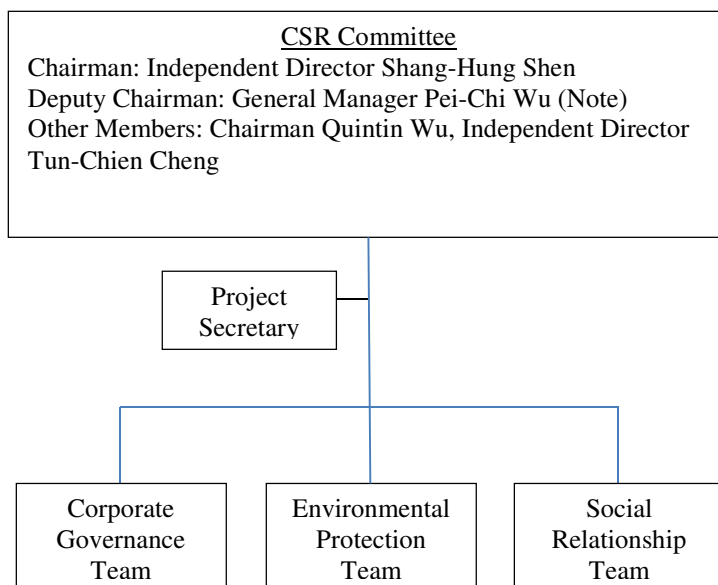 CSR Committee
Chairman: Independent Director Shang-Hung Shen
Deputy Chairman: General Manager Pei-Chi Wu (Note)
Other Members: Chairman Quintin Wu, Independent Director
Tun-Chien Cheng
Project
Secretary
Corporate
Governance
Team
Environmental
Protection
Team
Social
Relationship
Team